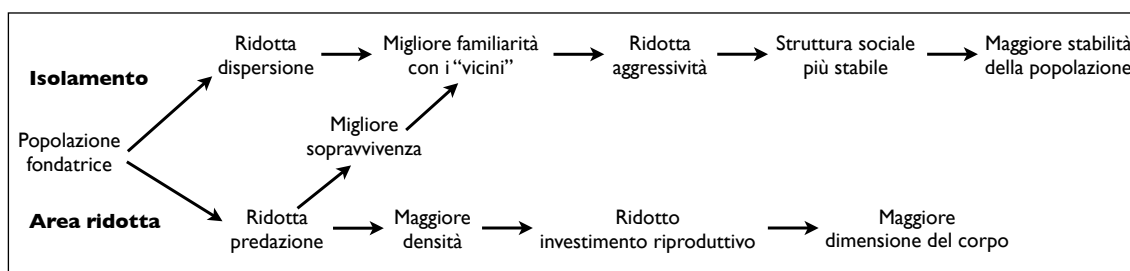 Ridotta
dispersione
Migliore familiarità
con i “vicini”
Ridotta
aggressività
Struttura sociale
più stabile
Maggiore stabilità
della popolazione
Isolamento
Migliore
sopravvivenza
Popolazione
fondatrice
Area ridotta
Ridotta
predazione
Maggiore
densità
Ridotto
investimento riproduttivo
Maggiore
dimensione del corpo